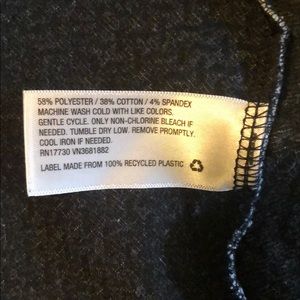 58% POLYESTER / 38% COTTON / 4% SPANDEX
MACHINE WASH COLD WITH LIKE COLORS.
GENTLE CYCLE. ONLY NON-CHLORINE BLEACH IF
NEEDED. TUMBLE DRY LOW. REMOVE PROMPTLY.
COOL IRON IF NEEDED.
RN17730 VN3681882
LABEL MADE FROM 100% RECYCLED PLASTIC